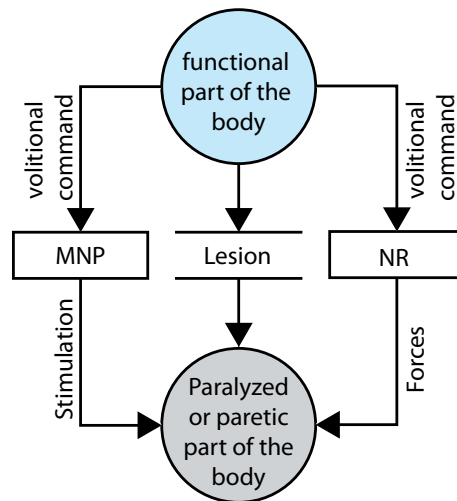 functional
part of the
body
volitional
command
volitional
command
MNP
Lesion
NR
Stimulation
Forces
Paralyzed
or paretic
part of the
body